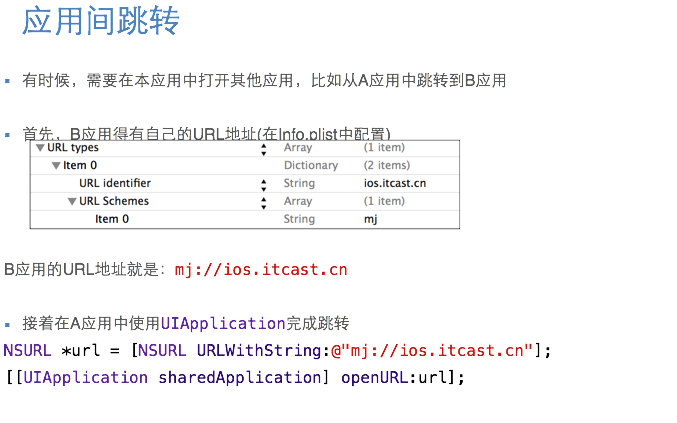 应用间跳转
有时候，需要在本应用中打开其他应用，比如从A应用中跳转到B应用
首先，B应用得有自己的URL地址(在Info.plist中配置)
URL types Array (1 item)
Item 0 Dictionary (2 items)
URL identifier String ios.itcast.cn
URL Schemes Array (1 item)
Item 0 String mj
B应用的URL地址就是：mj://ios.itcast.cn
接着在A应用中使用UIApplication完成跳转
NSURL *url = [NSURL URLWithString:@"mj://ios.itcast.cn"];
[[UIApplication sharedApplication] openURL:url];